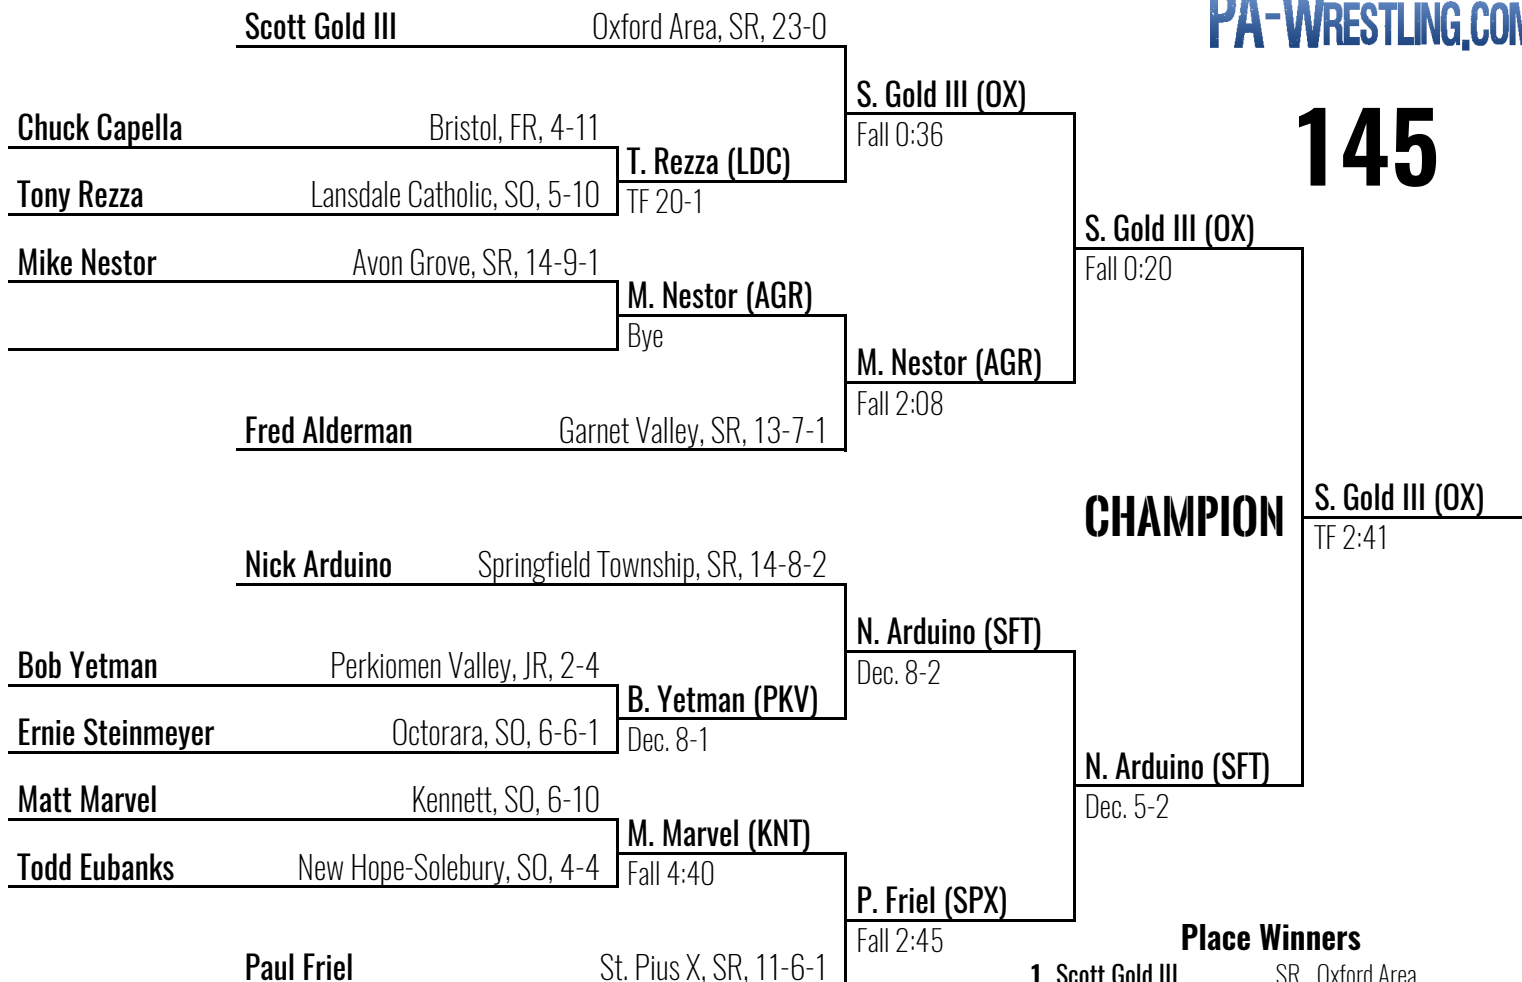 PA-WRESTLING.COM
145
Scott Gold III Oxford Area, SR, 23-0
S. Gold III (OX)
Fall 0:36
Chuck Capella Bristol, FR, 4-11
T. Rezza (LDC)
TF 20-1
Tony Rezza Lansdale Catholic, SO, 5-10
S. Gold III (OX)
Fall 0:20
Mike Nestor Avon Grove, SR, 14-9-1
M. Nestor (AGR)
Bye
M. Nestor (AGR)
Fall 2:08
Fred Alderman Garnet Valley, SR, 13-7-1
CHAMPION
S. Gold III (OX)
TF 2:41
Nick Arduino Springfield Township, SR, 14-8-2
N. Arduino (SFT)
Dec. 8-2
Bob Yetman Perkiomen Valley, JR, 2-4
B. Yetman (PKV)
Dec. 8-1
Ernie Steinmeyer Octorara, SO, 6-6-1
N. Arduino (SFT)
Dec. 5-2
Matt Marvel Kennett, SO, 6-10
M. Marvel (KNT)
Fall 4:40
Todd Eubanks New Hope-Solebury, SO, 4-4
P. Friel (SPX)
Fall 2:45
Paul Friel St. Pius X, SR, 11-6-1
Place Winners
1 Scott Gold III SR Oxford Area